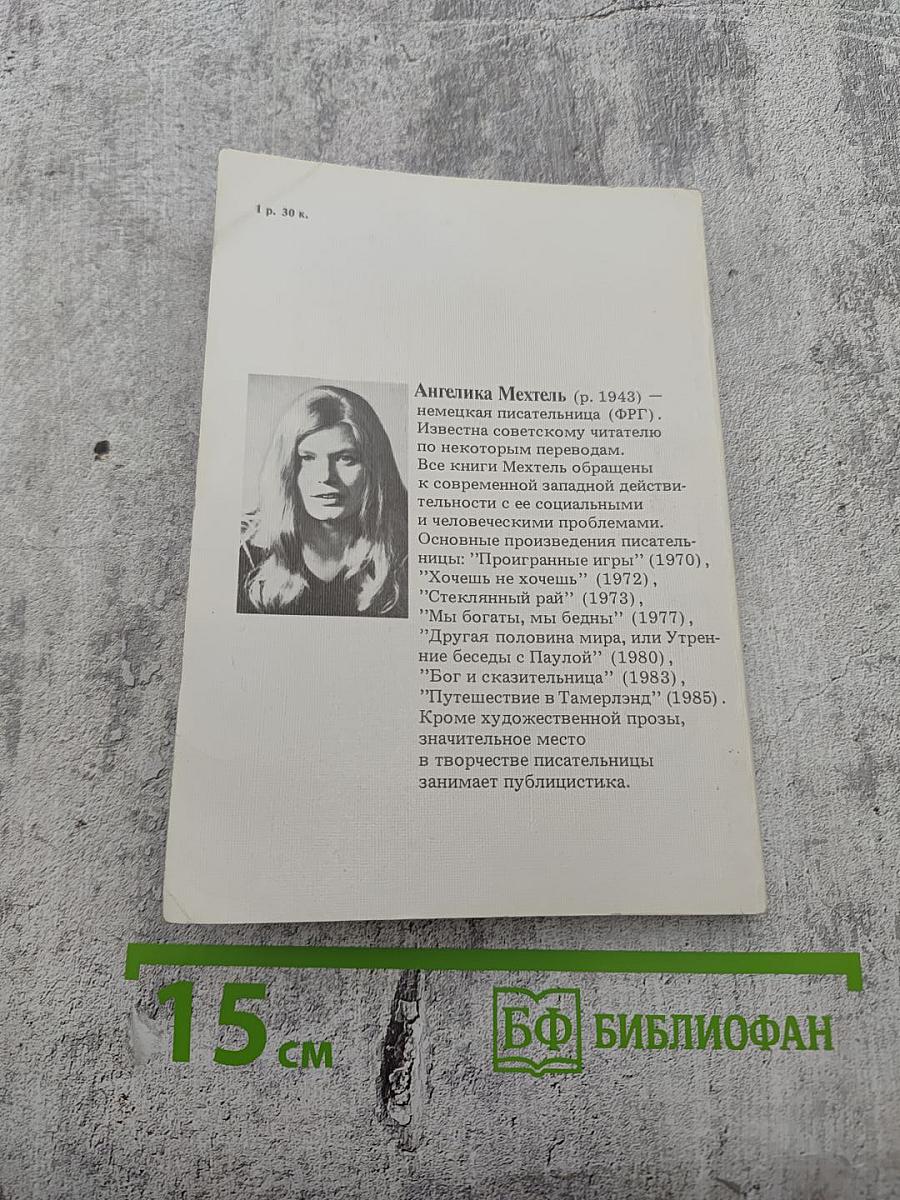 1 р. 30 к.
Ангелика Мехтель (р. 1943) —
немецкая писательница (ФРГ).
Известна советскому читателю
по некоторым переводам.
Все книги Мехтель обращены
к современной западной действи-
тельности с ее социальными
и человеческими проблемами.
Основные произведения писатель-
ницы: "Проигранные игры" (1970),
"Хочешь не хочешь" (1972),
"Стеклянный рай" (1973),
"Мы богаты, мы бедны" (1977),
"Другая половина мира, или Утрен-
ние беседы с Паулой" (1980),
"Бог и сказительница" (1983),
"Путешествие в Тамерлэнд" (1985).
Кроме художественной прозы,
значительное место
в творчестве писательницы
занимает публицистика.
15 см
БФ БИБЛИОФАН